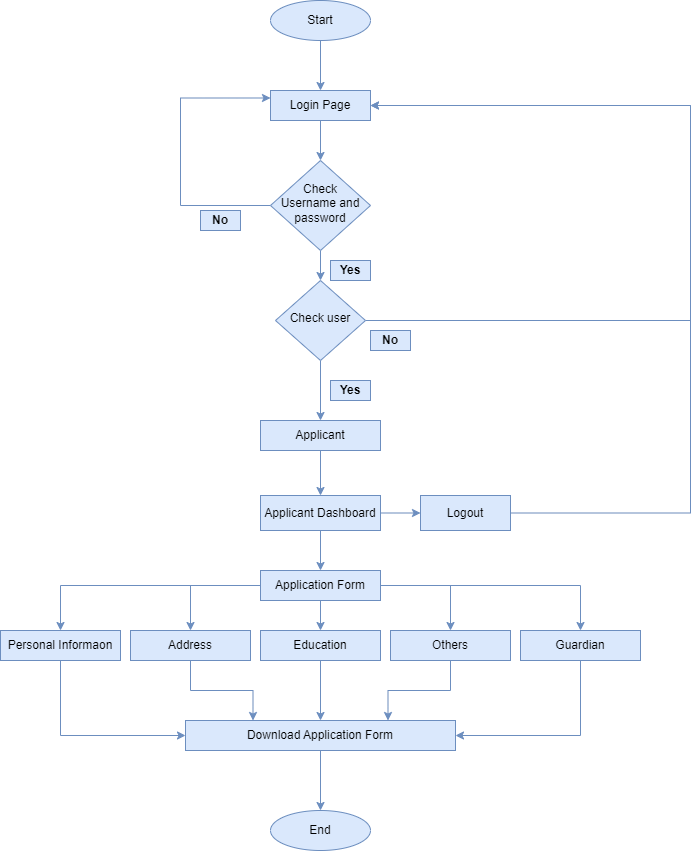 Start
Login Page
Check
Username and
password
No
Yes
Check user
No
Yes
Applicant
Applicant Dashboard
Logout
Application Form
Personal Informaon
Address
Education
Others
Guardian
Download Application Form
End